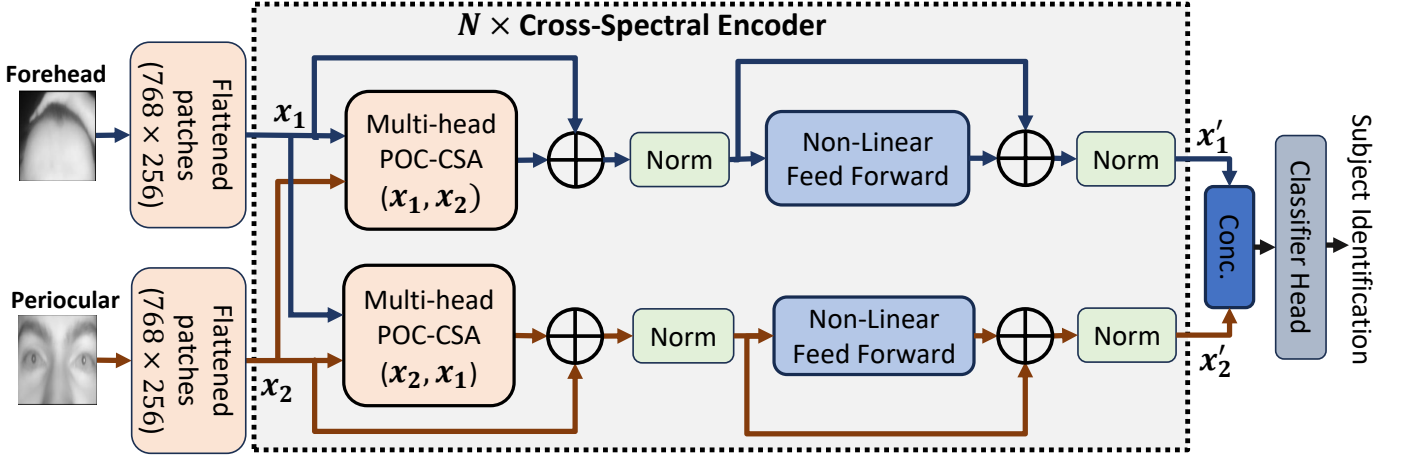 N × Cross-Spectral Encoder
Forehead
Flattened
patches
(768 × 256)
x₁
Multi-head
POC-CSA
(x₁, x₂)
Norm
Non-Linear
Feed Forward
Norm
x′₁
Periocular
Flattened
patches
(768 × 256)
x₂
Multi-head
POC-CSA
(x₂, x₁)
Norm
Non-Linear
Feed Forward
Norm
x′₂
Conc.
Classifier Head
Subject Identification